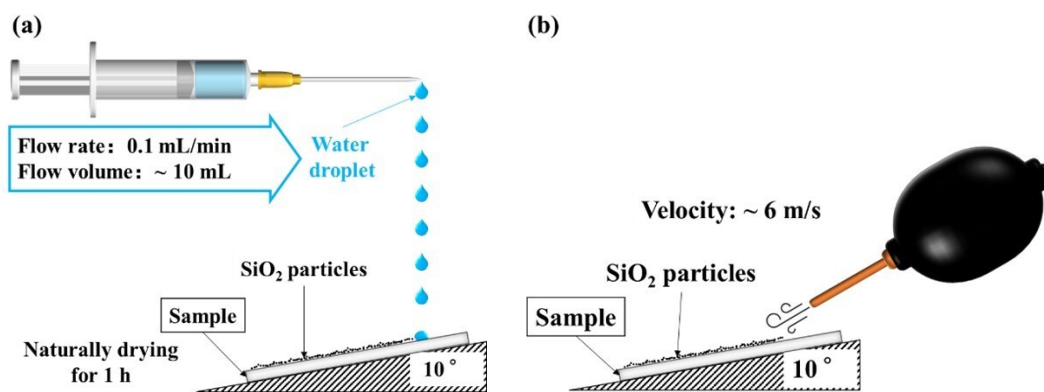 (a)
Flow rate：0.1 mL/min
Flow volume：~ 10 mL
Water
droplet
SiO₂ particles
Sample
Naturally drying
for 1 h
10°
(b)
Velocity: ~ 6 m/s
SiO₂ particles
Sample
10°